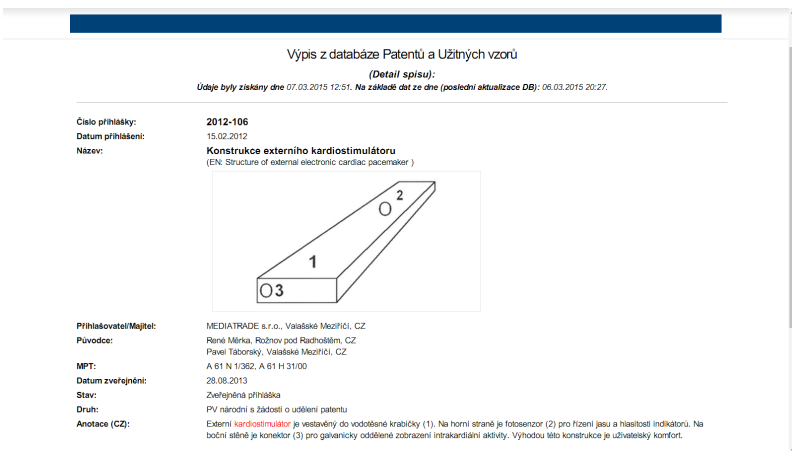 Výpis z databáze Patentů a Užitných vzorů
(Detail spisu):
Údaje byly získány dne 07.03.2015 12:51. Na základě dat ze dne (poslední aktualizace DB): 06.03.2015 20:27.
Číslo přihlášky: 2012-106
Datum přihlášení: 15.02.2012
Název: Konstrukce externího kardiostimulátoru
(EN: Structure of external electronic cardiac pacemaker )
2
1
3
Přihlašovatel/Majitel: MEDIATRADE s.r.o., Valašské Meziříčí, CZ
Původce: René Měrka, Rožnov pod Radhoštěm, CZ
Pavel Táborský, Valašské Meziříčí, CZ
MPT: A 61 N 1/362, A 61 H 31/00
Datum zveřejnění: 28.08.2013
Stav: Zveřejněná přihláška
Druh: PV národní s žádostí o udělení patentu
Anotace (CZ): Externí kardiostimulátor je vestavěný do vodotěsné krabičky (1). Na horní straně je fotosenzor (2) pro řízení jasu a hlasitosti indikátorů. Na
boční stěně je konektor (3) pro galvanicky oddělené zobrazení intrakardiální aktivity. Výhodou této konstrukce je uživatelský komfort.